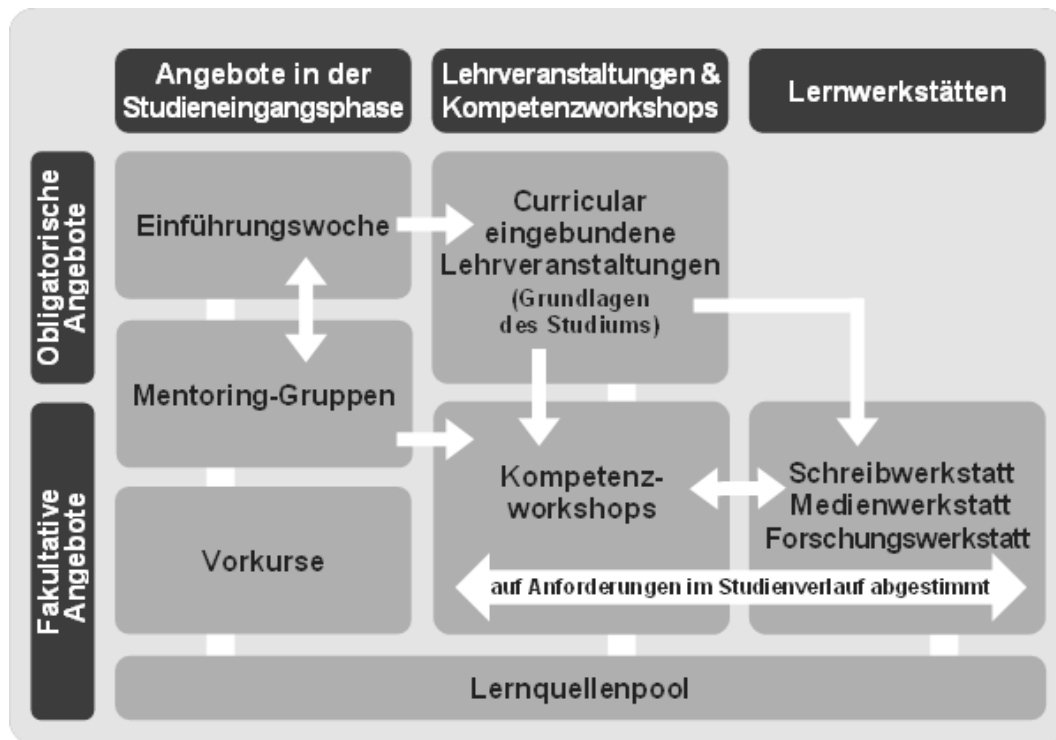 Angebote in der
Studieneingangsphase
Lehrveranstaltungen &
Kompetenzworkshops
Lernwerkstätten
Obligatorische
Angebote
Einführungswoche
Curricular
eingebundene
Lehrveranstaltungen
(Grundlagen
des Studiums)
Mentoring-Gruppen
Fakultative
Angebote
Kompetenz-
workshops
Schreibwerkstatt
Medienwerkstatt
Forschungswerkstatt
Vorkurse
auf Anforderungen im Studienverlauf abgestimmt
Lernquellenpool